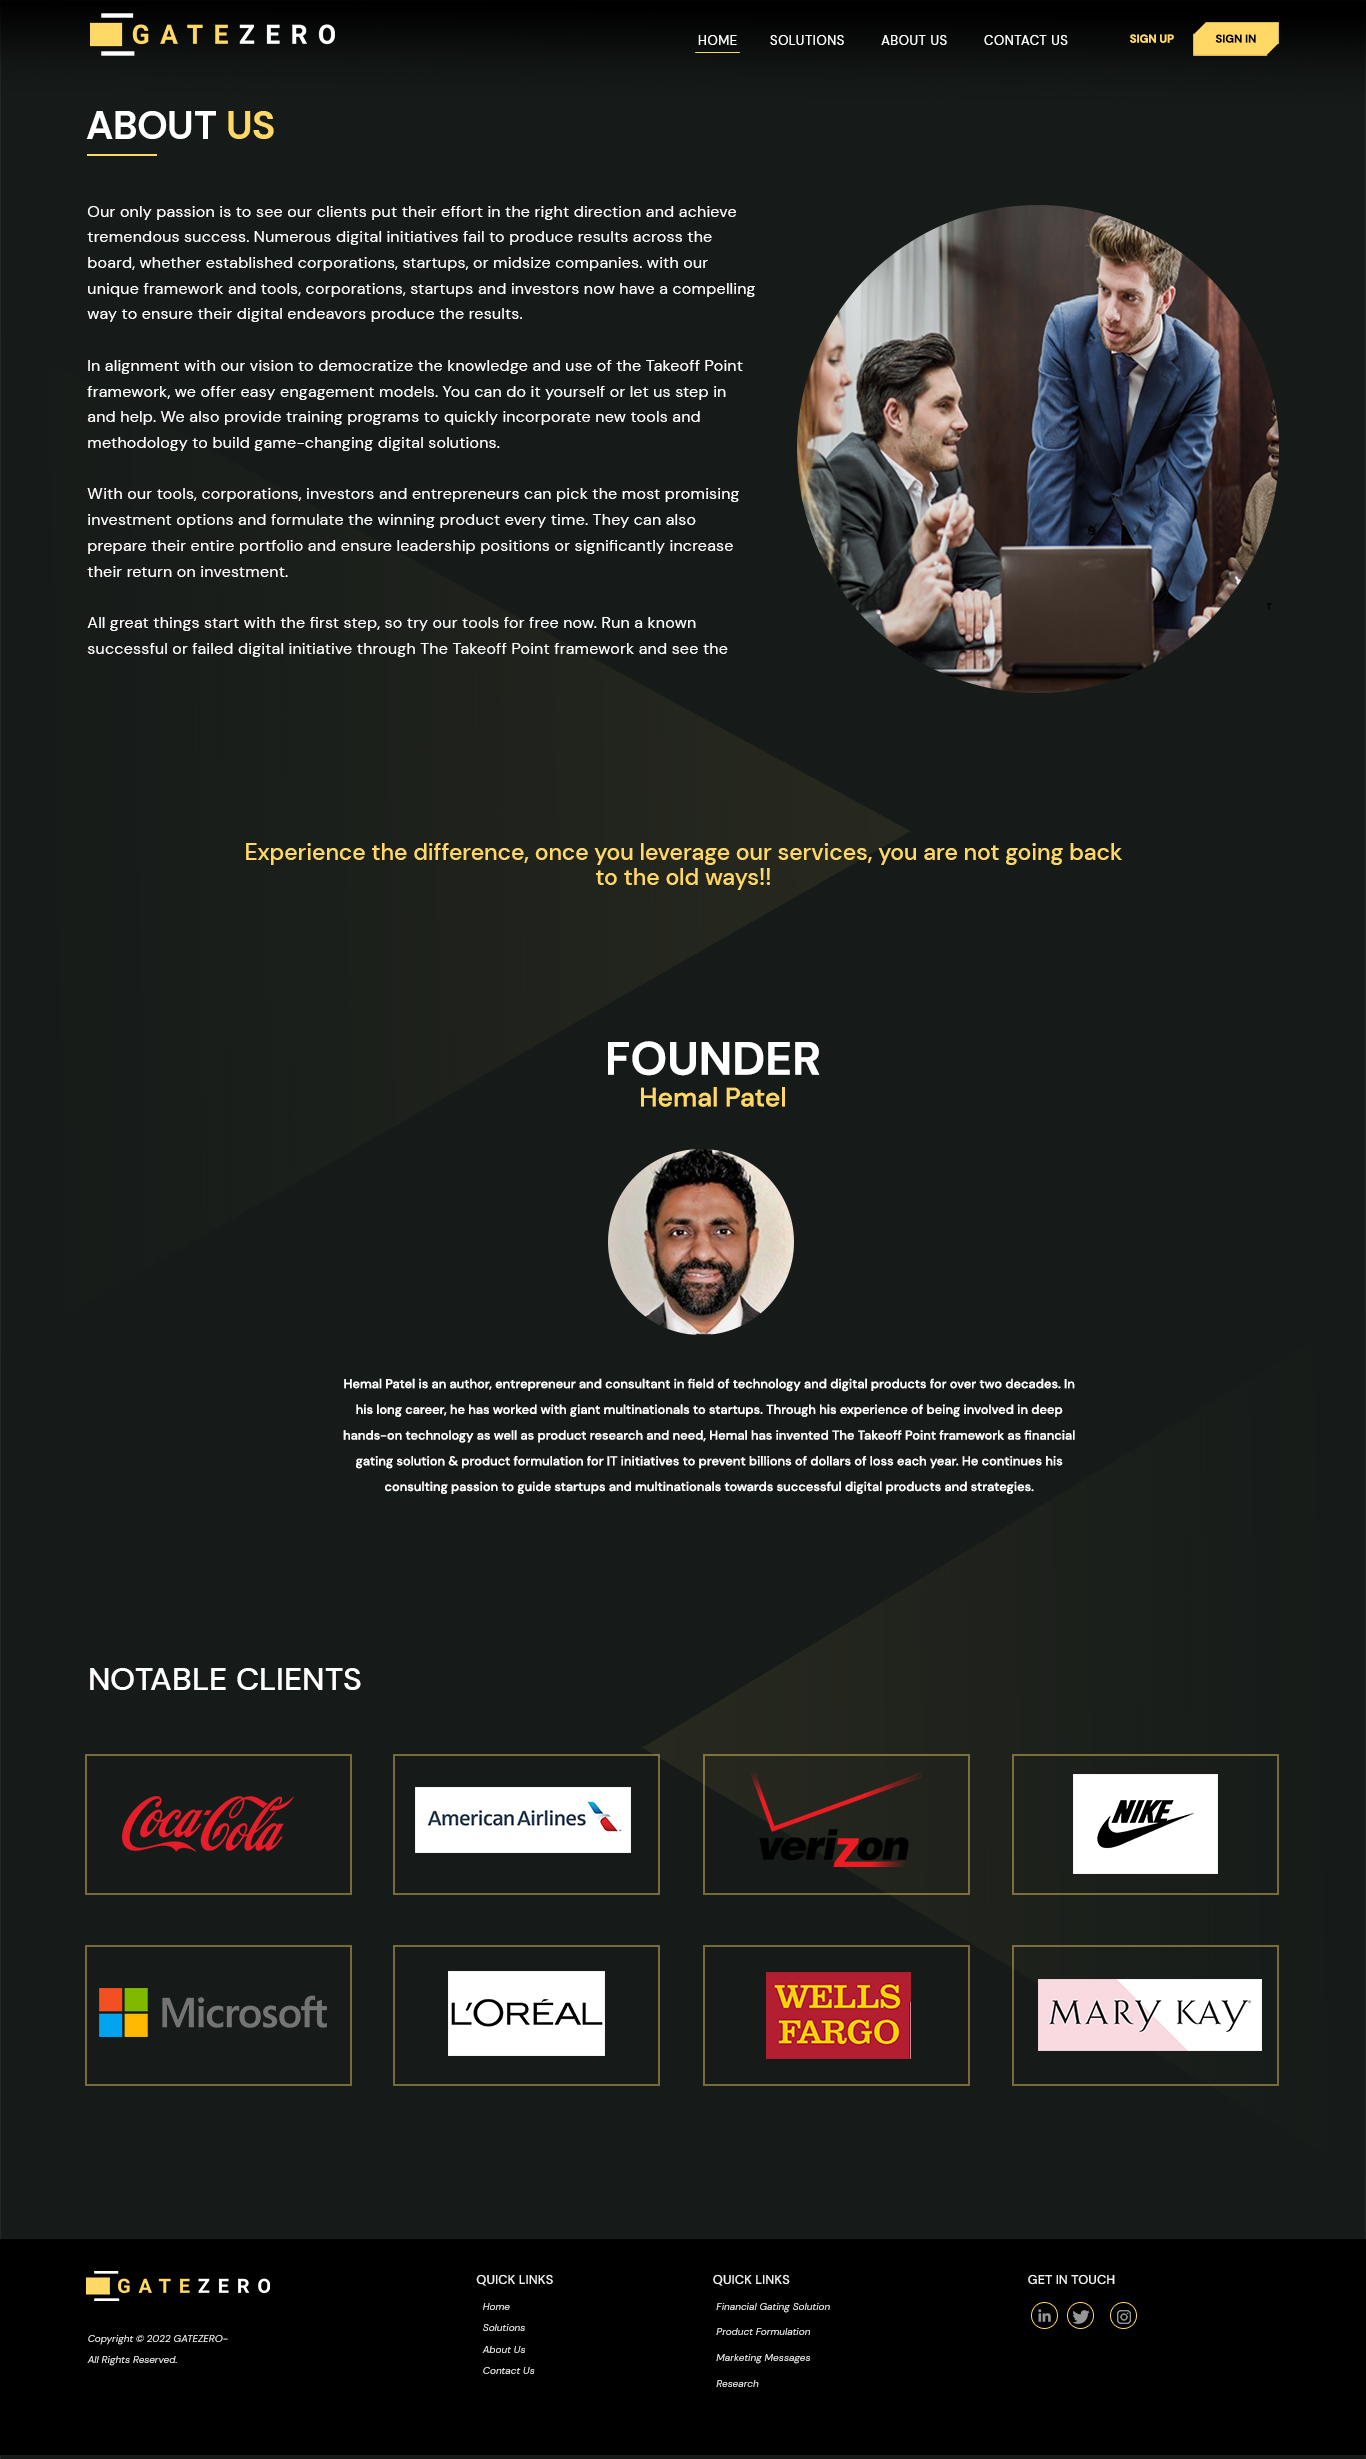 GATEZERO
HOME SOLUTIONS ABOUT US CONTACT US SIGN UP SIGN IN
ABOUT US
Our only passion is to see our clients put their effort in the right direction and achieve
tremendous success. Numerous digital initiatives fail to produce results across the
board, whether established corporations, startups, or midsize companies. with our
unique framework and tools, corporations, startups and investors now have a compelling
way to ensure their digital endeavors produce the results.
In alignment with our vision to democratize the knowledge and use of the Takeoff Point
framework, we offer easy engagement models. You can do it yourself or let us step in
and help. We also provide training programs to quickly incorporate new tools and
methodology to build game-changing digital solutions.
With our tools, corporations, investors and entrepreneurs can pick the most promising
investment options and formulate the winning product every time. They can also
prepare their entire portfolio and ensure leadership positions or significantly increase
their return on investment.
All great things start with the first step, so try our tools for free now. Run a known
successful or failed digital initiative through The Takeoff Point framework and see the
Experience the difference, once you leverage our services, you are not going back
to the old ways!!
FOUNDER
Hemal Patel
Hemal Patel is an author, entrepreneur and consultant in field of technology and digital products for over two decades. In
his long career, he has worked with giant multinationals to startups. Through his experience of being involved in deep
hands-on technology as well as product research and need, Hemal has invented The Takeoff Point framework as financial
gating solution & product formulation for IT initiatives to prevent billions of dollars of loss each year. He continues his
consulting passion to guide startups and multinationals towards successful digital products and strategies.
NOTABLE CLIENTS
Coca-Cola
American Airlines
verizon
NIKE
Microsoft
L'ORÉAL
WELLS
FARGO
MARY KAY
GATEZERO
Copyright © 2022 GATEZERO-
All Rights Reserved.
QUICK LINKS
Home
Solutions
About Us
Contact Us
QUICK LINKS
Financial Gating Solution
Product Formulation
Marketing Messages
Research
GET IN TOUCH
in